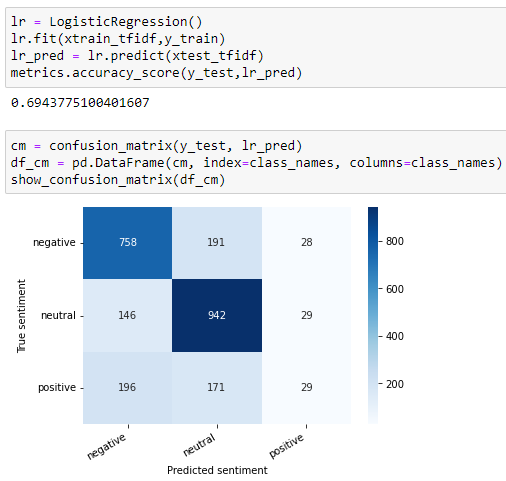 lr = LogisticRegression()
lr.fit(xtrain_tfidf,y_train)
lr_pred = lr.predict(xtest_tfidf)
metrics.accuracy_score(y_test,lr_pred)
0.6943775100401607
cm = confusion_matrix(y_test, lr_pred)
df_cm = pd.DataFrame(cm, index=class_names, columns=class_names)
show_confusion_matrix(df_cm)
negative 758 191 28
neutral 146 942 29
positive 196 171 29
negative neutral positive
True sentiment
Predicted sentiment
800
600
400
200